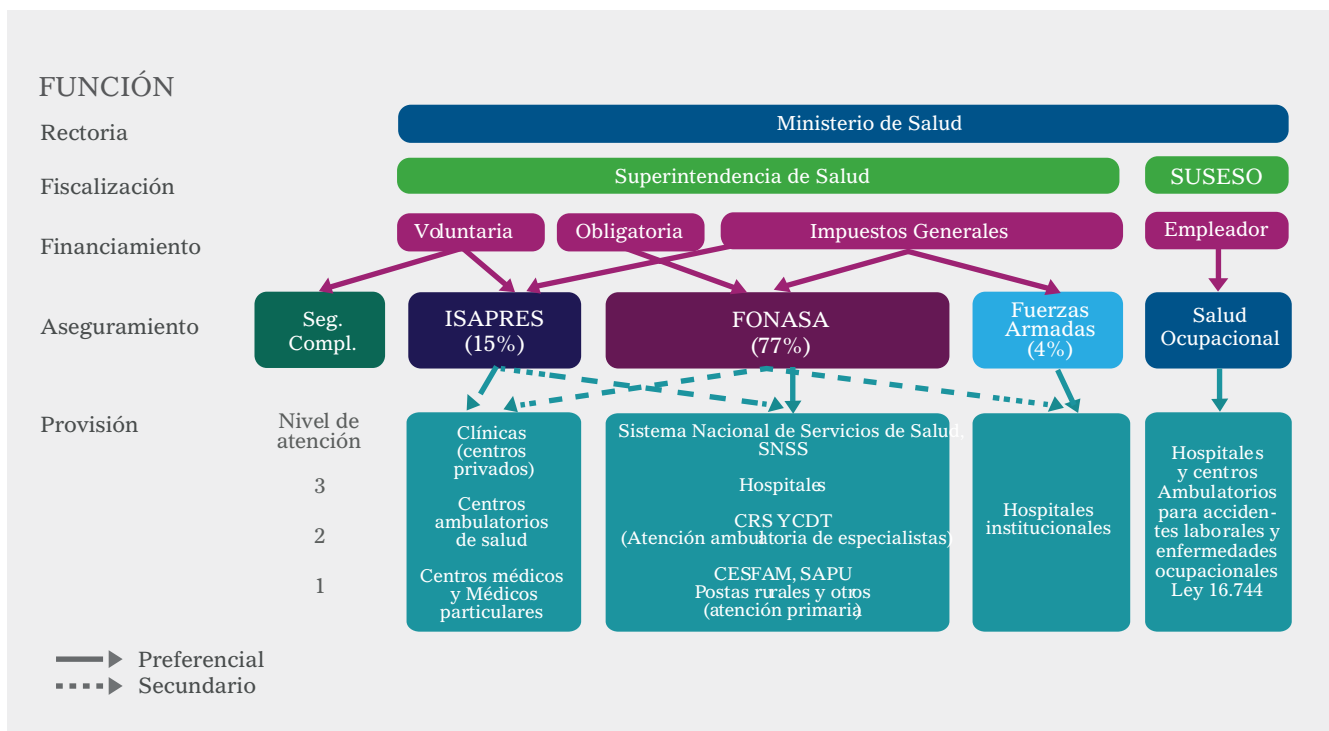 FUNCIÓN
Rectoria
Ministerio de Salud
Fiscalización
Superintendencia de Salud
SUSESO
Financiamiento
Voluntaria
Obligatoria
Impuestos Generales
Empleador
Aseguramiento
Seg.
Compl.
ISAPRES
(15%)
FONASA
(77%)
Fuerzas
Armadas
(4%)
Salud
Ocupacional
Provisión
Nivel de
atención
3
2
1
Clínicas
(centros
privados)
Centros
ambulatorios
de salud
Centros médicos
y Médicos
particulares
Sistema Nacional de Servicios de Salud,
SNSS
Hospitales
CRS YCDT
(Atención ambulatoria de especialistas)
CESFAM, SAPU
Postas rurales y otros
(atención primaria)
Hospitales
institucionales
Hospitales
y centros
Ambulatorios
para acciden-
tes laborales y
enfermedades
ocupacionales
Ley 16.744
Preferencial
Secundario